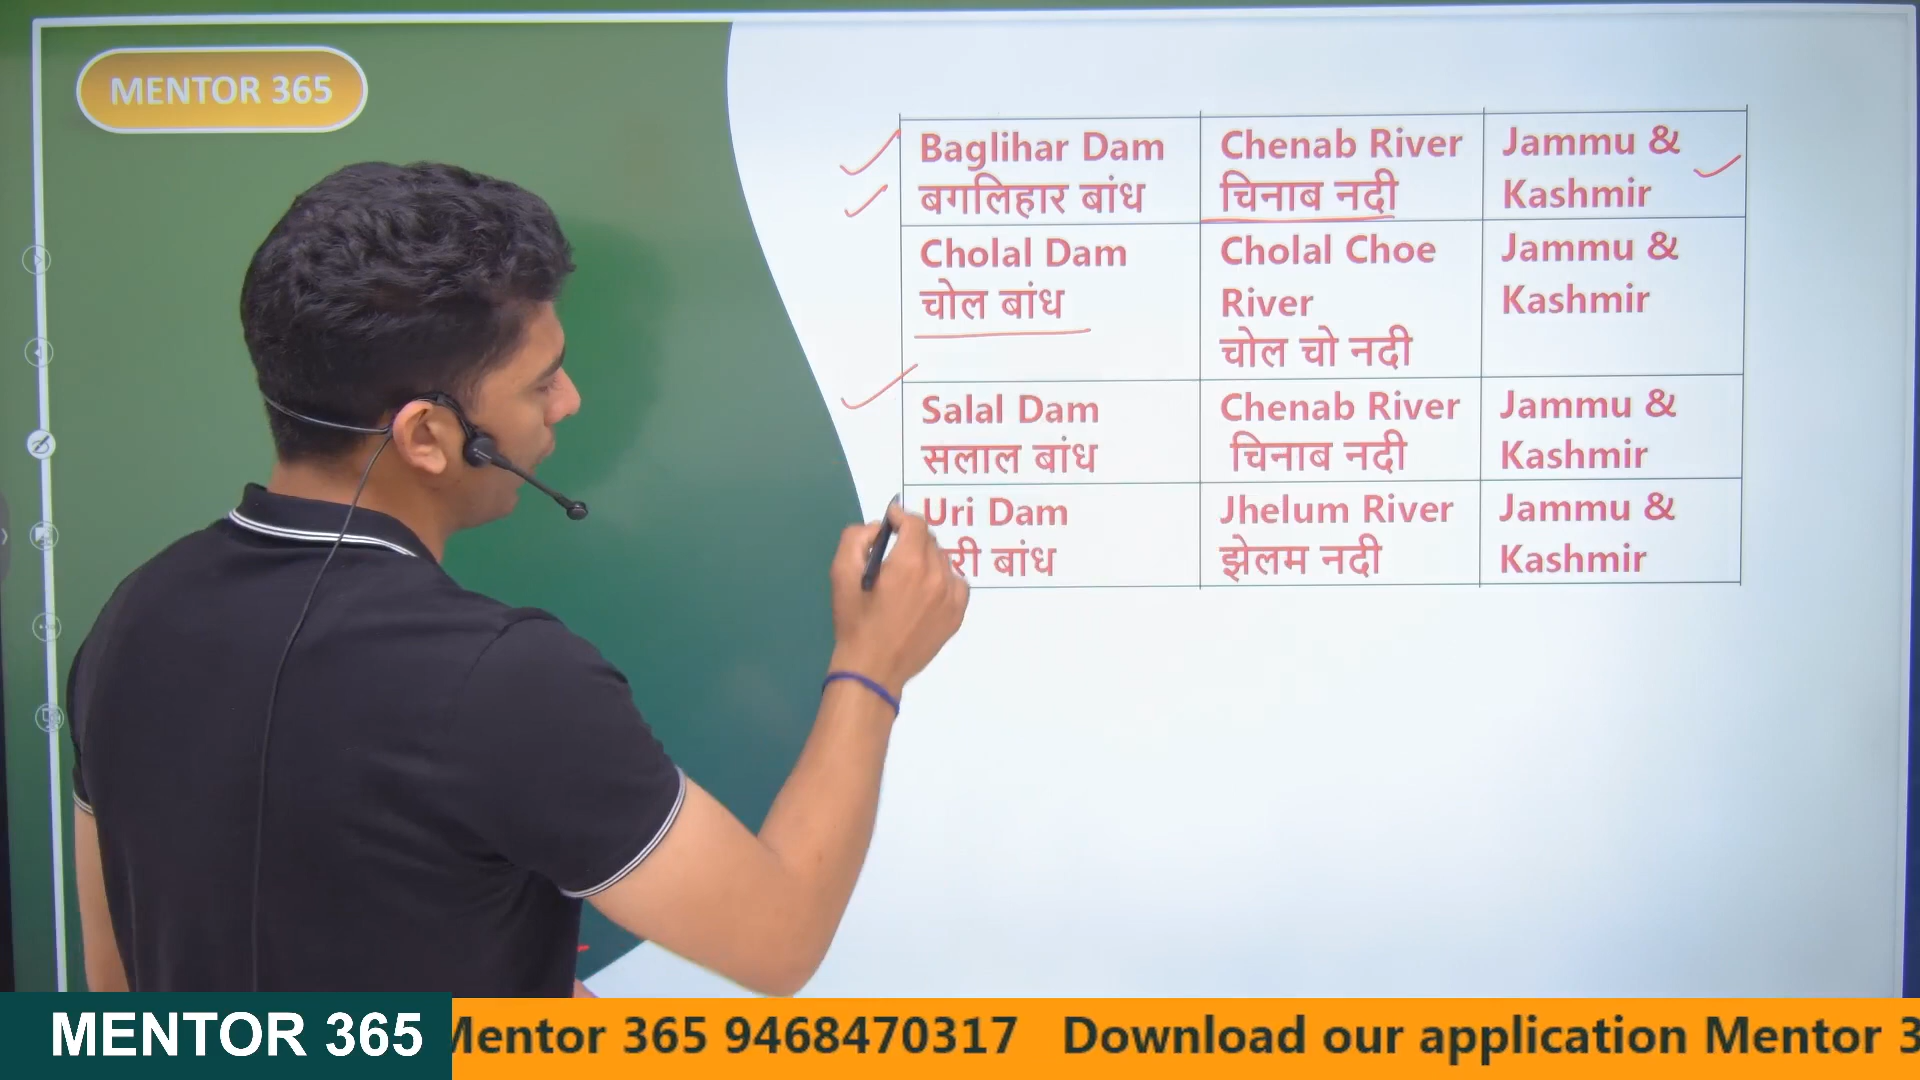 MENTOR 365
Baglihar Dam
बगलिहार बांध
Chenab River
चिनाब नदी
Jammu &
Kashmir
Cholal Dam
चोल बांध
Cholal Choe
River
चोल चो नदी
Jammu &
Kashmir
Salal Dam
सलाल बांध
Chenab River
चिनाब नदी
Jammu &
Kashmir
Uri Dam
बांध
Jhelum River
झेलम नदी
Jammu &
Kashmir
MENTOR 365
Mentor 365 9468470317 Download our application Mentor